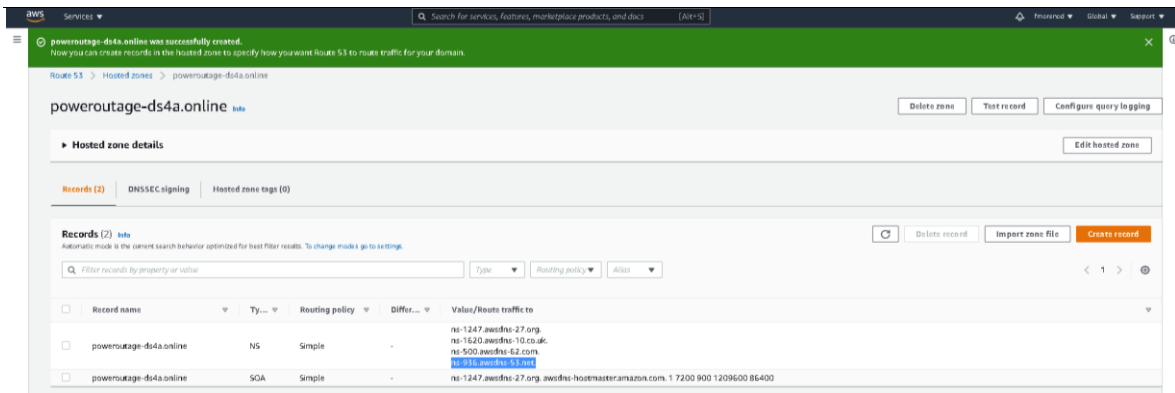 aws Services ▼ Search for services, features, marketplace products, and docs [Alt+S] fmorenod ▼ Global ▼ Support ▼
poweroutage-ds4a.online was successfully created.
Now you can create records in the hosted zone to specify how you want Route 53 to route traffic for your domain.
Route 53 > Hosted zones > poweroutage-ds4a.online
poweroutage-ds4a.online Info Delete zone Test record Configure query logging
Hosted zone details Edit hosted zone
Records (2) DNSSEC signing Hosted zone tags (0)
Records (2) Info Delete record Import zone file Create record
Automatic mode is the current search behavior optimized for best filter results. To change modes go to settings.
Filter records by property or value Type ▼ Routing policy ▼ Alias ▼ < 1 >
Record name Ty... Routing policy Differ... Value/Route traffic to
poweroutage-ds4a.online NS Simple - ns-1247.awsdns-27.org.
ns-1620.awsdns-10.co.uk.
ns-500.awsdns-62.com.
ns-936.awsdns-53.net.
poweroutage-ds4a.online SOA Simple - ns-1247.awsdns-27.org. awsdns-hostmaster.amazon.com. 1 7200 900 1209600 86400